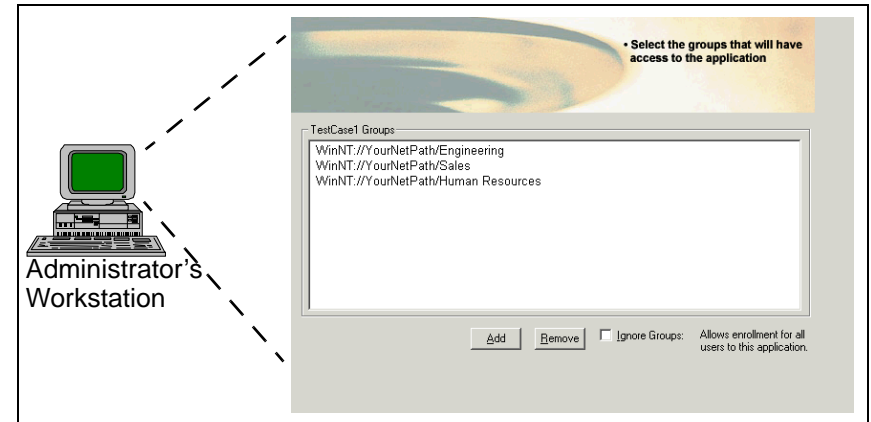 • Select the groups that will have
access to the application
TestCase1 Groups
WinNT://YourNetPath/Engineering
WinNT://YourNetPath/Sales
WinNT://YourNetPath/Human Resources
Administrator's
Workstation
Add
Remove
Ignore Groups:
Allows enrollment for all
users to this application.